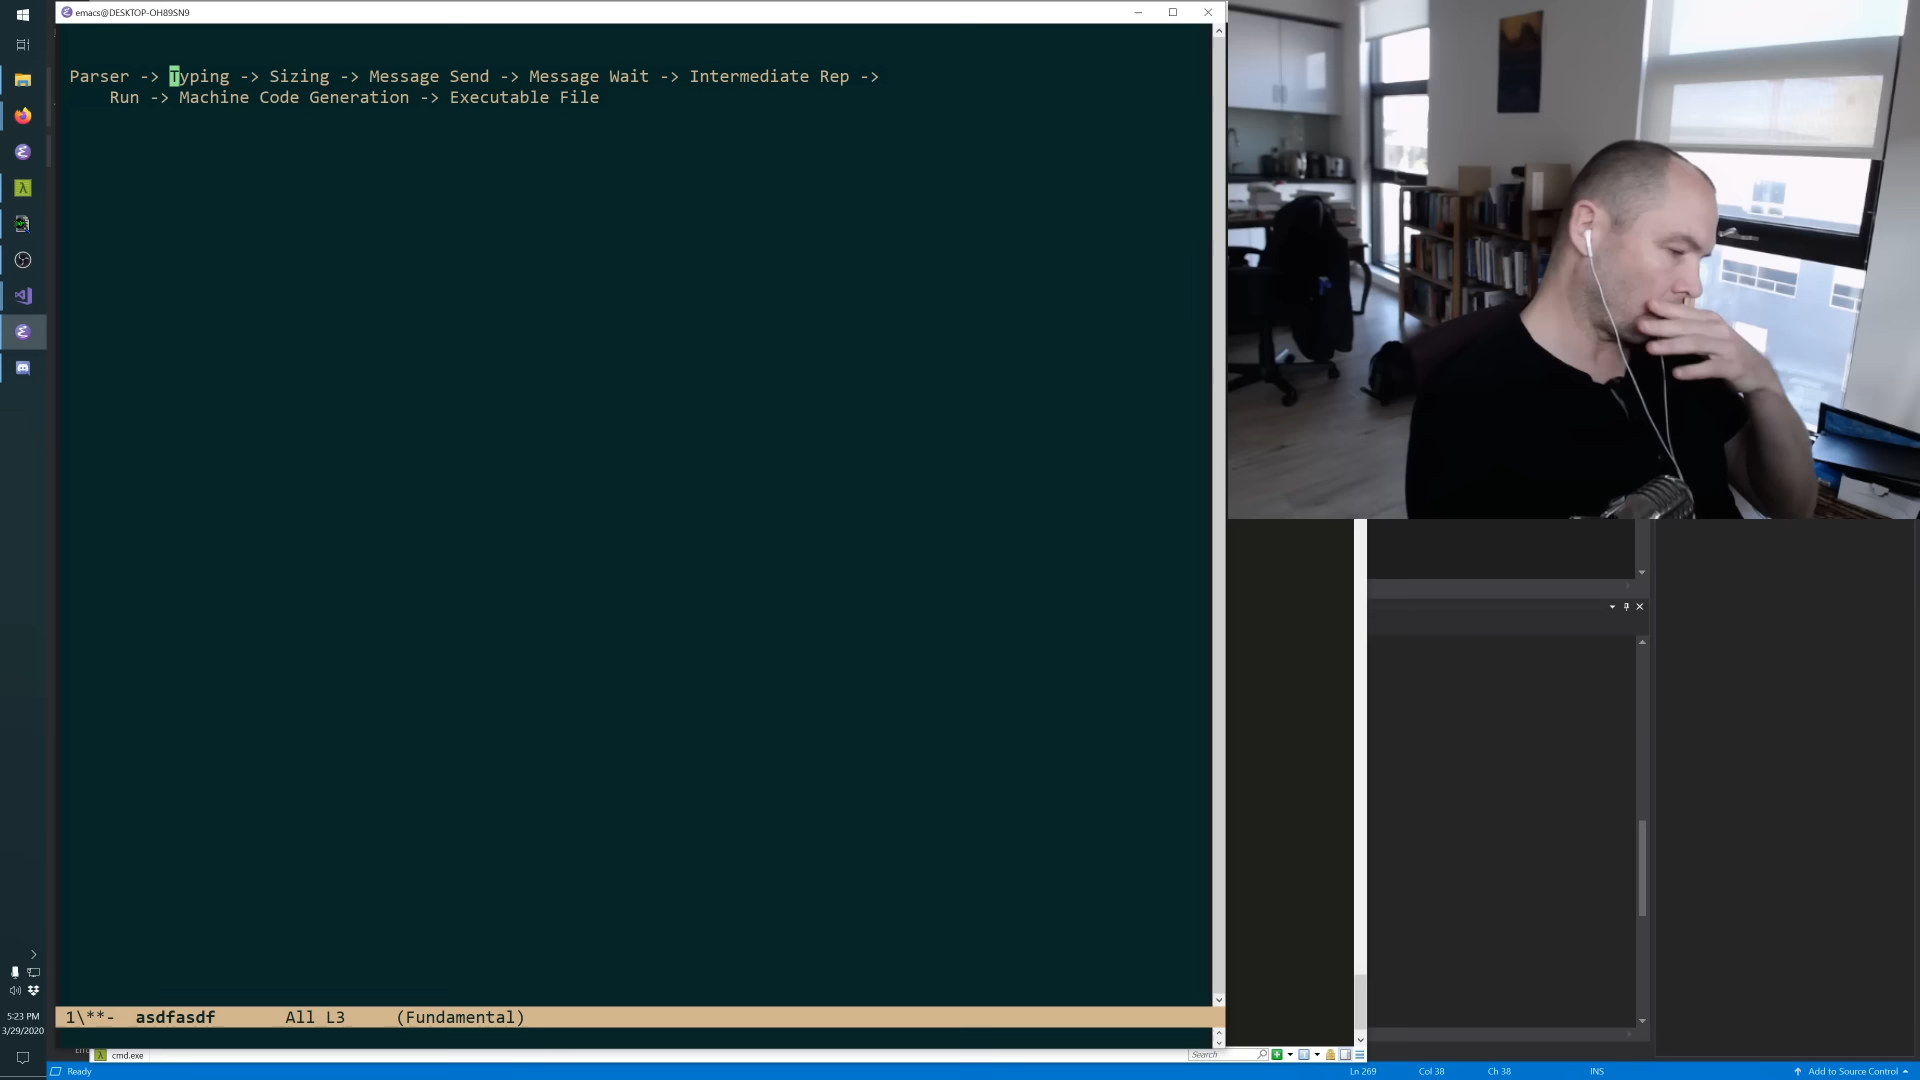 emacs@DESKTOP-OH89SN9
Parser -> Typing -> Sizing -> Message Send -> Message Wait -> Intermediate Rep ->
Run -> Machine Code Generation -> Executable File
1\**- asdfasdf All L3 (Fundamental)
5:23 PM
3/29/2020
cmd.exe
Search
Ready
Ln 269 Col 38 Ch 38 INS Add to Source Control